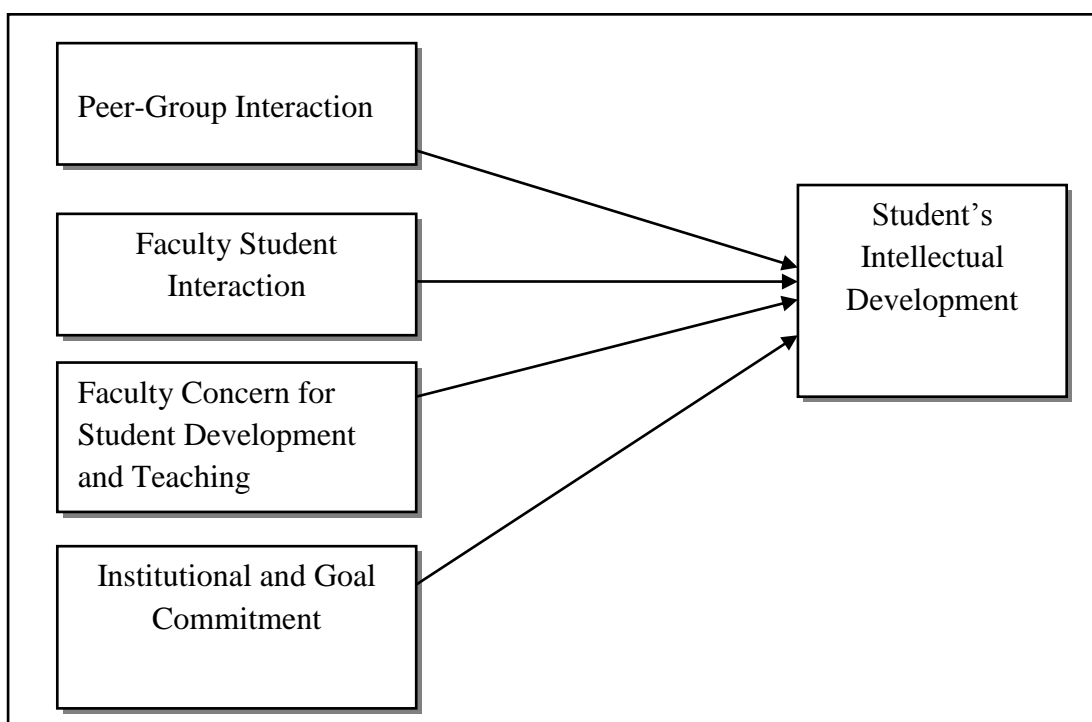 Peer-Group Interaction
Faculty Student
Interaction
Faculty Concern for
Student Development
and Teaching
Institutional and Goal
Commitment
Student’s
Intellectual
Development